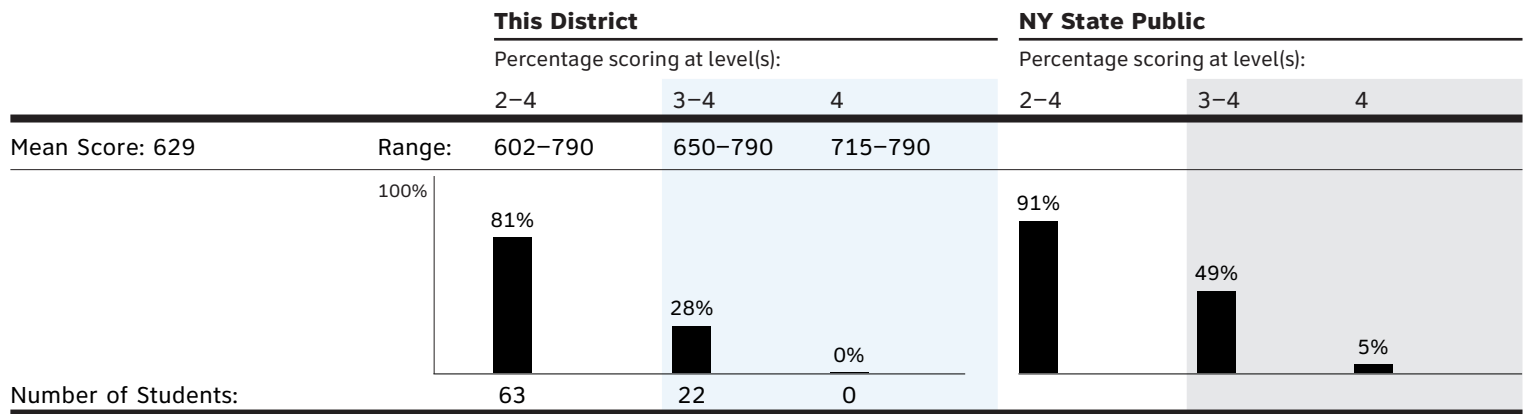 This District NY State Public
Percentage scoring at level(s): Percentage scoring at level(s):
2–4 3–4 4 2–4 3–4 4
Mean Score: 629 Range: 602–790 650–790 715–790
100%
81% 28% 0% 91% 49% 5%
Number of Students: 63 22 0